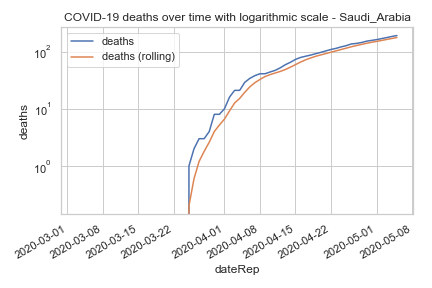 COVID-19 deaths over time with logarithmic scale - Saudi_Arabia
deaths
deaths (rolling)
10²
10¹
10⁰
deaths
2020-03-01
2020-03-08
2020-03-15
2020-03-22
2020-04-01
2020-04-08
2020-04-15
2020-04-22
2020-05-01
2020-05-08
dateRep